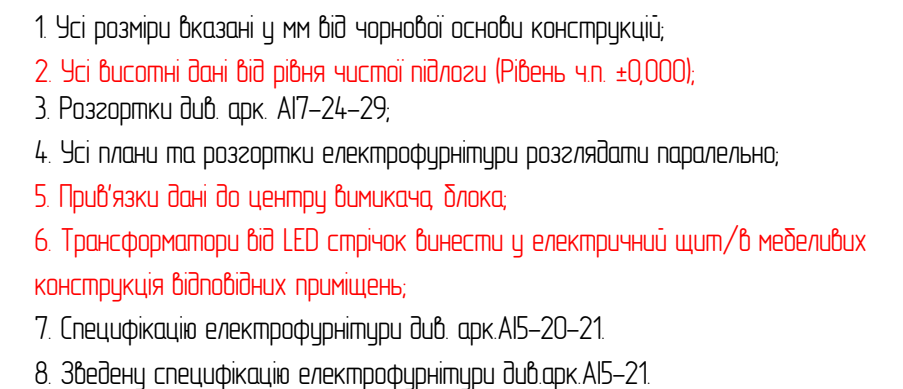 1. Усі розміри вказані у мм від чорнової основи конструкцій;
2. Усі висотні дані від рівня чистої підлоги (Рівень ч.п. ±0,000);
3. Розгортки див. арк. АІ7–24–29;
4. Усі плани та розгортки електрофурнітури розглядати паралельно;
5. Прив'язки дані до центру вимикача, блока;
6. Трансформатори від LED стрічок винести у електричний щит/в мебеливих
конструкція відповідних приміщень;
7. Специфікацію електрофурнітури див. арк.АІ5–20–21.
8. Зведену специфікацію електрофурнітури див.арк.АІ5–21.